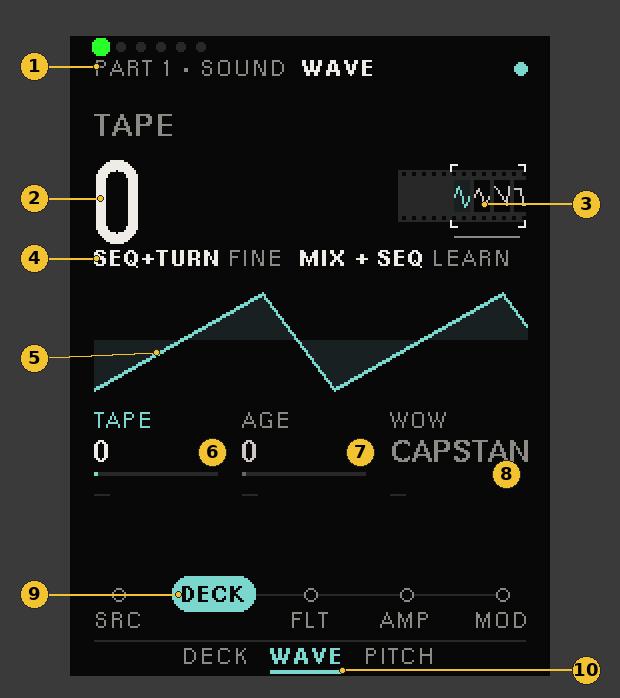 1 PART 1 · SOUND WAVE
TAPE
2 0 3
4 SEQ+TURN FINE MIX + SEQ LEARN
5
TAPE AGE WOW
0 6 0 7 CAPSTAN
8
9 DECK
SRC FLT AMP MOD
DECK WAVE PITCH
10